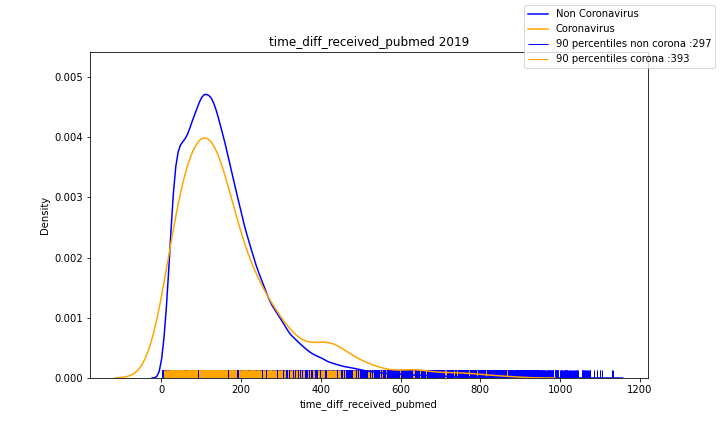 Non Coronavirus
Coronavirus
90 percentiles non corona :297
90 percentiles corona :393
time_diff_received_pubmed 2019
0.005
0.004
0.003
0.002
0.001
0.000
Density
0
200
400
600
800
1000
1200
time_diff_received_pubmed